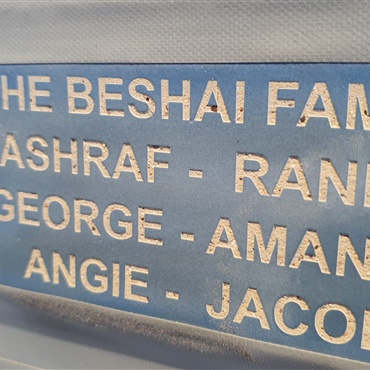 HE BESHAI FAM
ASHRAF - RAN
GEORGE - AMAN
ANGIE - JACO